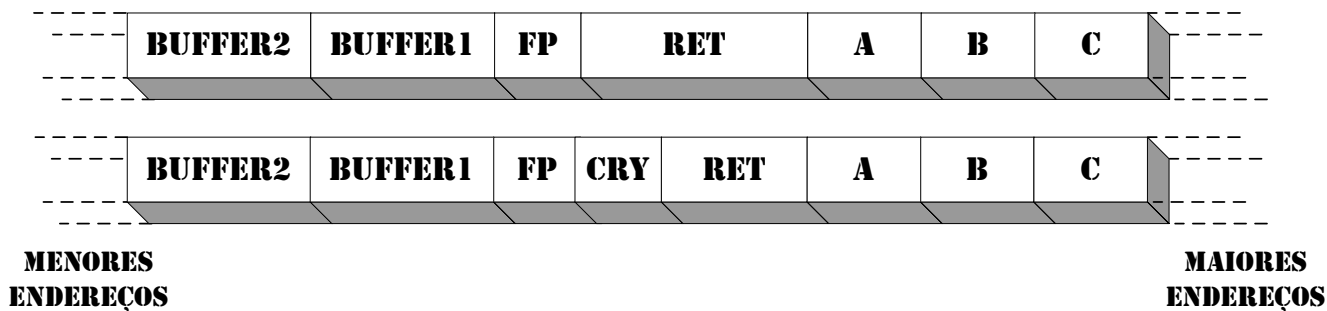 BUFFER2 BUFFER1 FP RET A B C
BUFFER2 BUFFER1 FP CRY RET A B C
MENORES
ENDEREÇOS
MAIORES
ENDEREÇOS